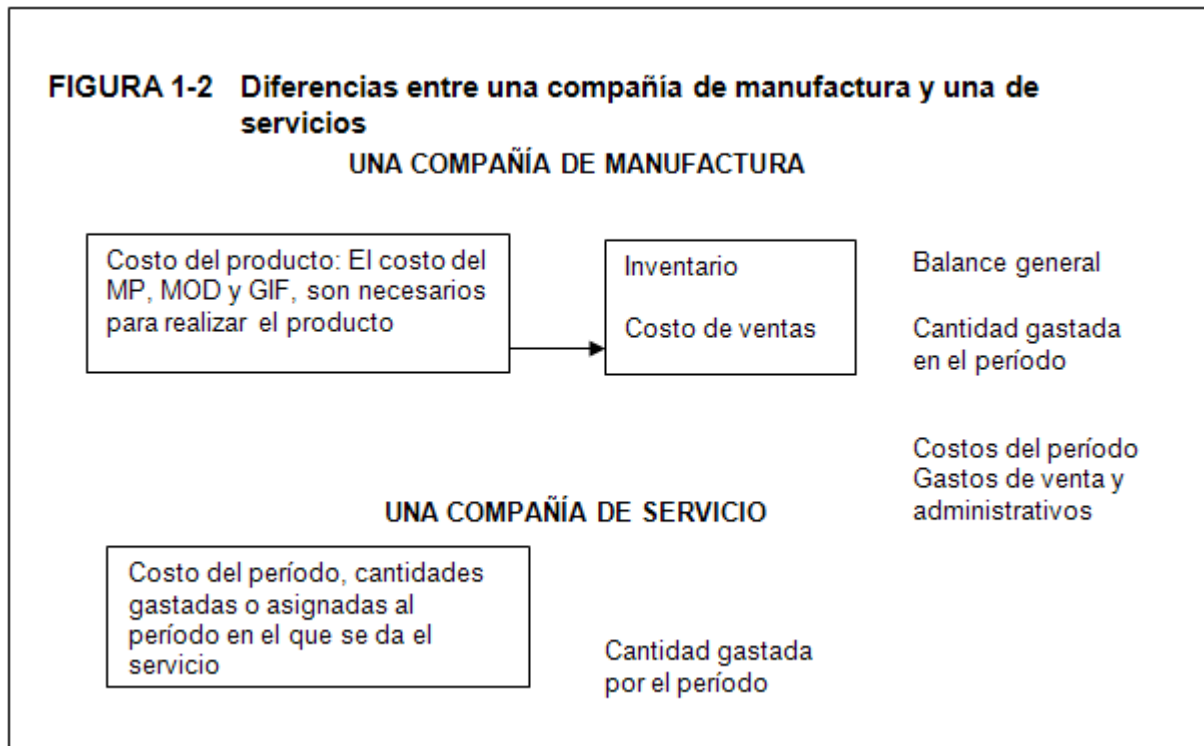 FIGURA 1-2 Diferencias entre una compañía de manufactura y una de
servicios
UNA COMPAÑÍA DE MANUFACTURA
Costo del producto: El costo del
MP, MOD y GIF, son necesarios
para realizar el producto
Inventario
Costo de ventas
Balance general
Cantidad gastada
en el período
Costos del período
Gastos de venta y
administrativos
UNA COMPAÑÍA DE SERVICIO
Costo del período, cantidades
gastadas o asignadas al
período en el que se da el
servicio
Cantidad gastada
por el período